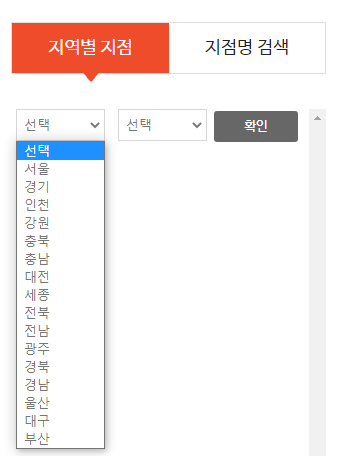 지역별 지점 지점명 검색
선택 선택 확인
선택
서울
경기
인천
강원
충북
충남
대전
세종
전북
전남
광주
경북
경남
울산
대구
부산